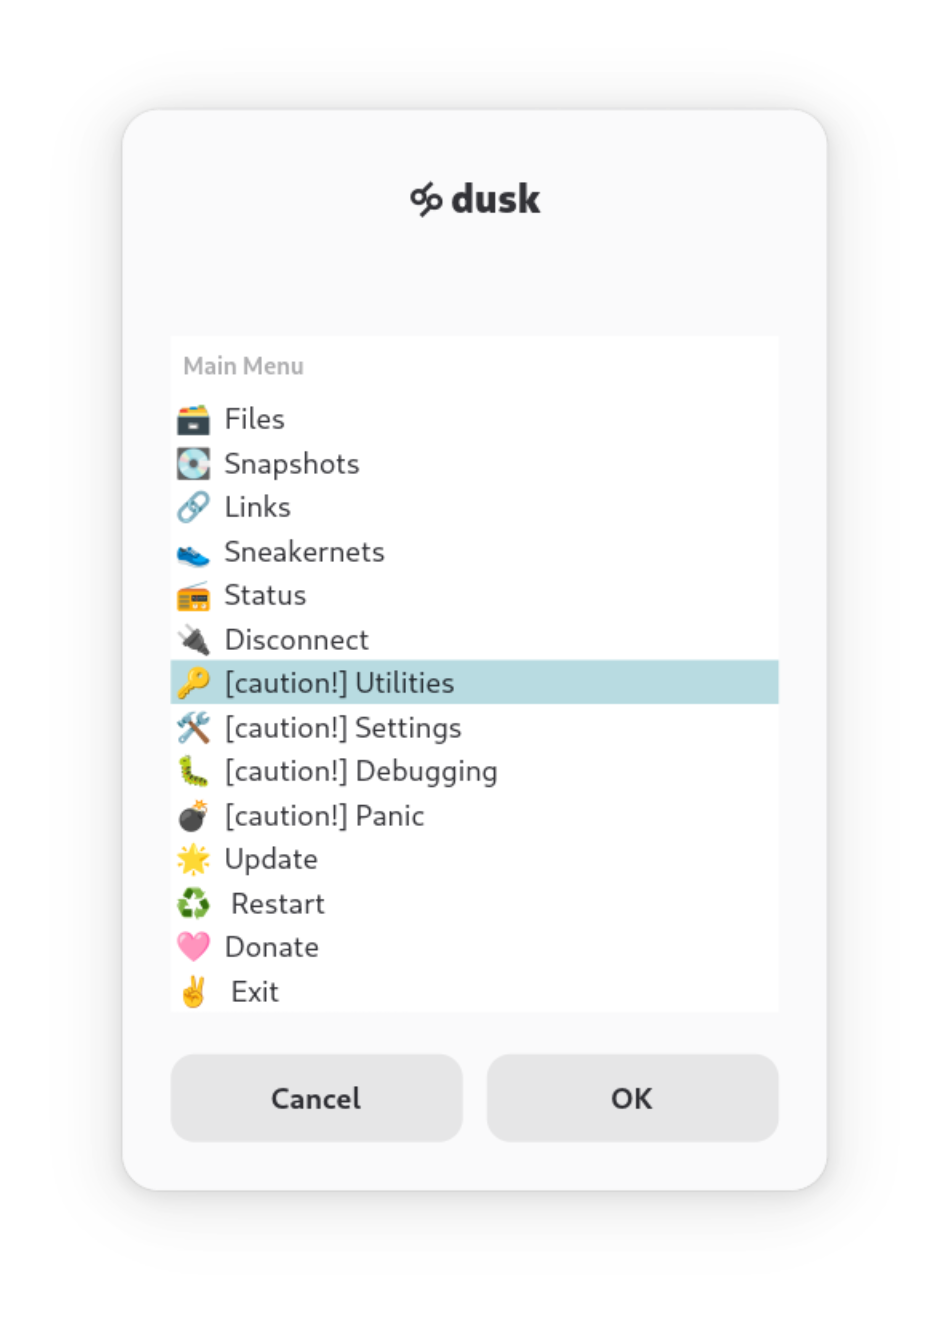 dusk
Main Menu
Files
Snapshots
Links
Sneakernets
Status
Disconnect
[caution!] Utilities
[caution!] Settings
[caution!] Debugging
[caution!] Panic
Update
Restart
Donate
Exit
Cancel
OK